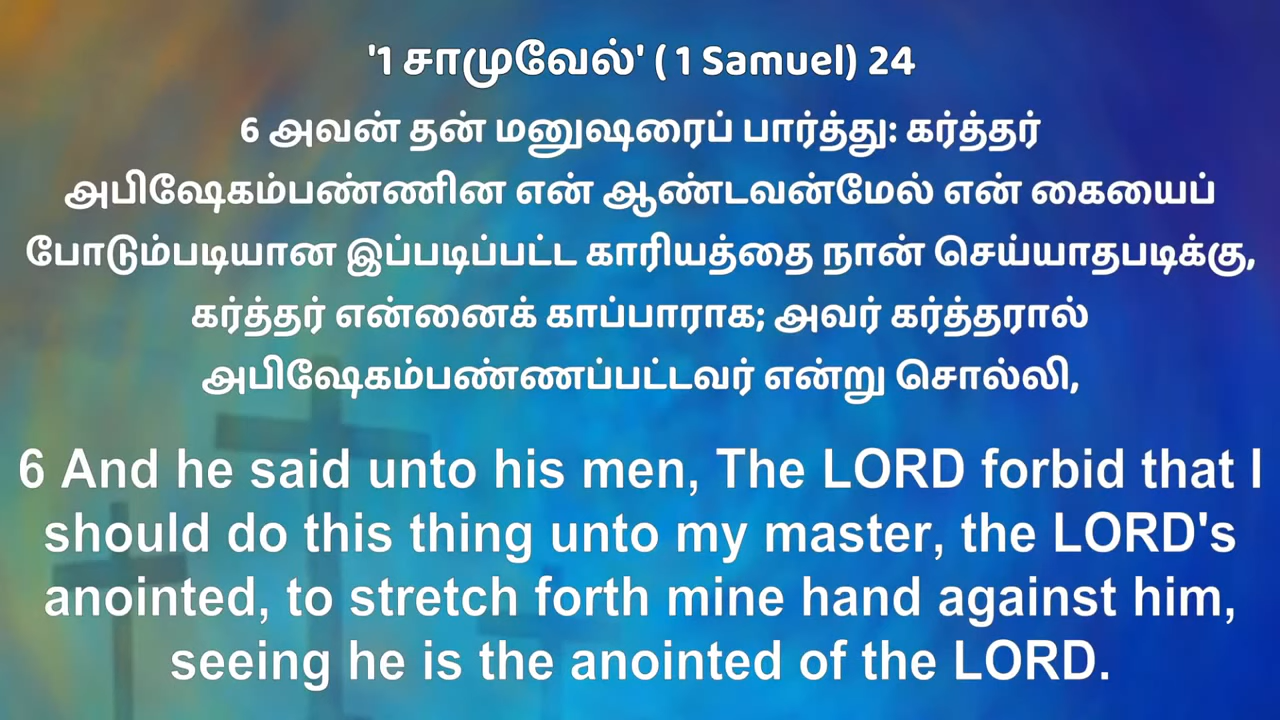 '1 சாமுவேல்' ( 1 Samuel) 24
6 அவன் தன் மனுஷரைப் பார்த்து: கர்த்தர்
அபிஷேகம்பண்ணின என் ஆண்டவன்மேல் என் கையைப்
போடும்படியான இப்படிப்பட்ட காரியத்தை நான் செய்யாதபடிக்கு,
கர்த்தர் என்னைக் காப்பாராக; அவர் கர்த்தரால்
அபிஷேகம்பண்ணப்பட்டவர் என்று சொல்லி,
6 And he said unto his men, The LORD forbid that I
should do this thing unto my master, the LORD's
anointed, to stretch forth mine hand against him,
seeing he is the anointed of the LORD.